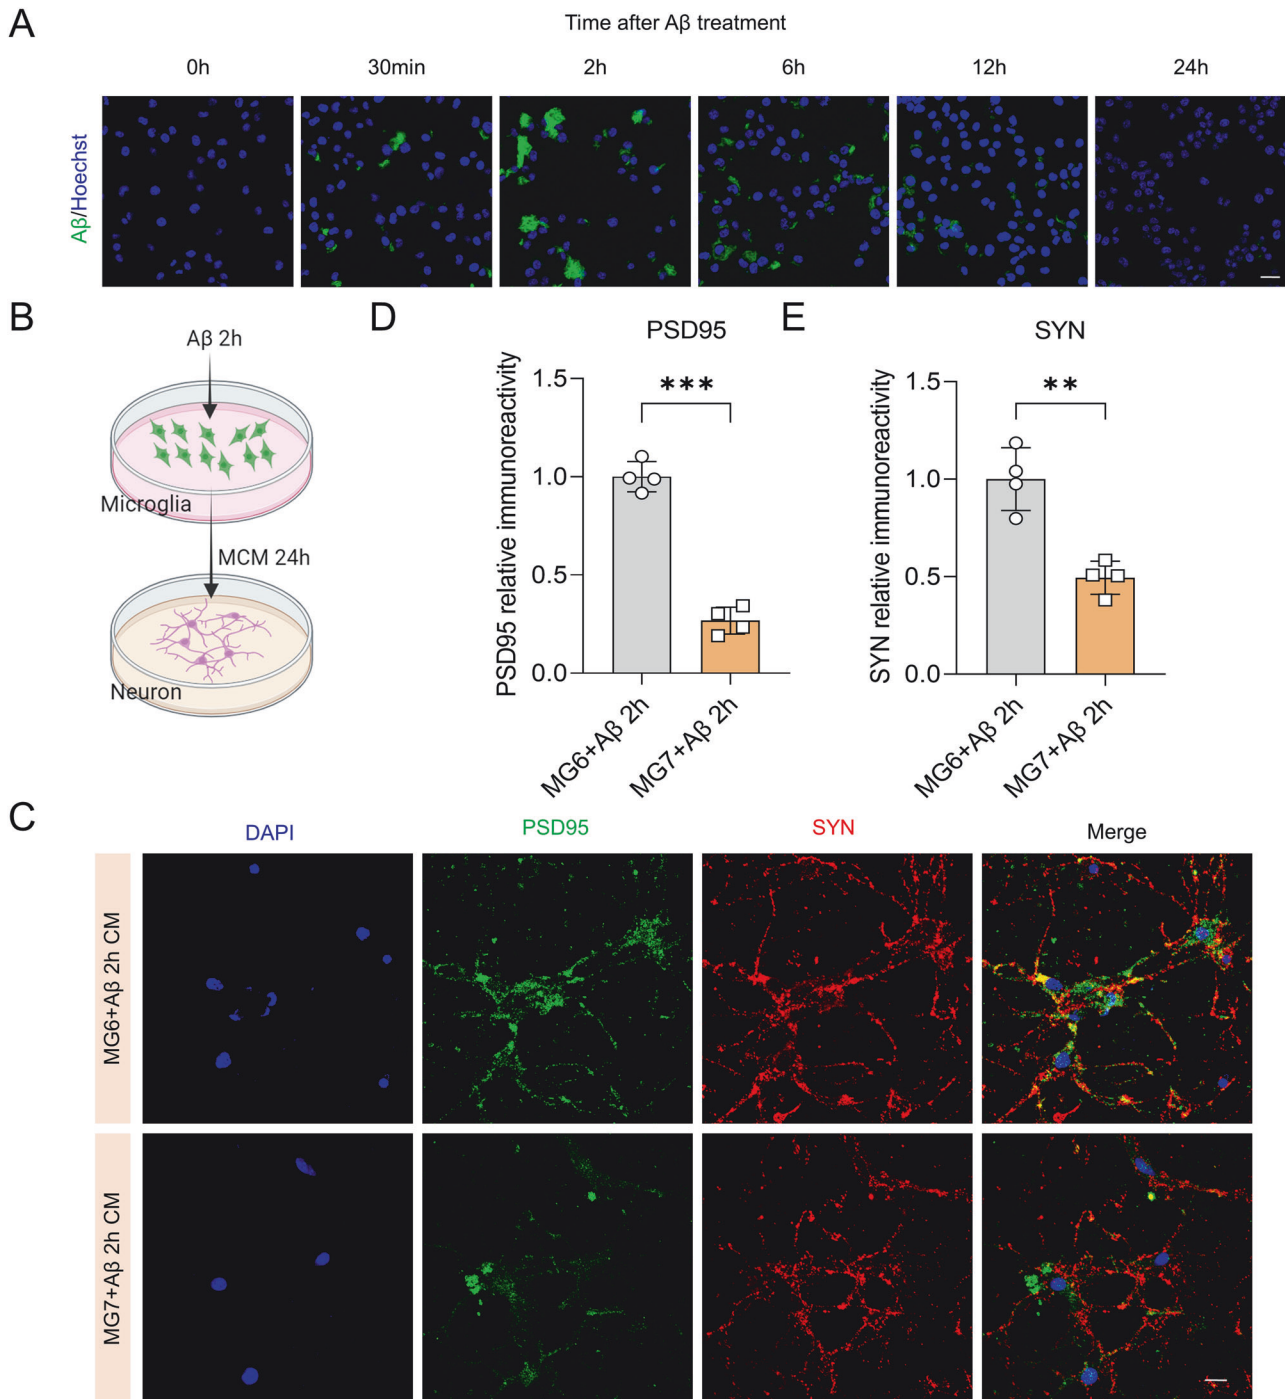 A
Time after Aβ treatment
0h
30min
2h
6h
12h
24h
Aβ/Hoechst
B
Aβ 2h
Microglia
MCM 24h
Neuron
D
PSD95
PSD95 relative immunoreactivity
1.5
1.0
0.5
0.0
***
MG6+Aβ 2h
MG7+Aβ 2h
E
SYN
SYN relative immunoreactivity
1.5
1.0
0.5
0.0
**
MG6+Aβ 2h
MG7+Aβ 2h
C
DAPI
PSD95
SYN
Merge
MG6+Aβ 2h CM
MG7+Aβ 2h CM